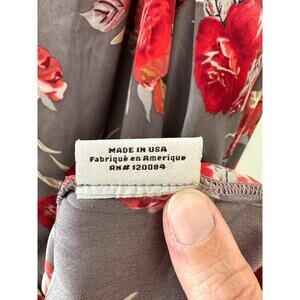 MADE IN USA
Fabriqué en Amerique
RN# 120084